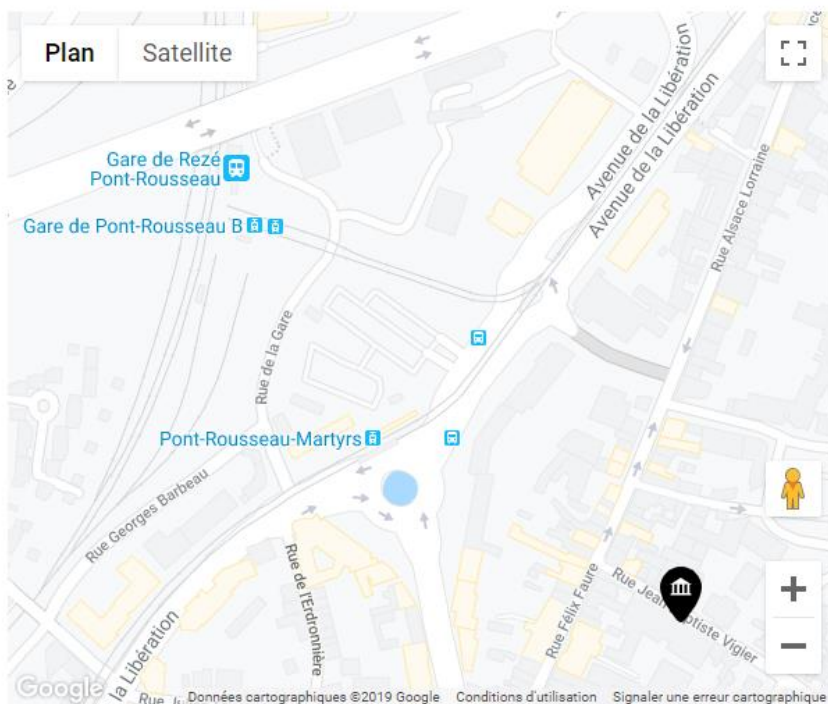 Plan
Satellite
Avenue de la Libération
Avenue de la Libération
Gare de Rezé
Pont-Rousseau
Gare de Pont-Rousseau B
Rue Alsace Lorraine
Rue de la Gare
Pont-Rousseau-Martyrs
Rue Georges Barbeau
Rue de
l'Erdronnière
Rue Félix Faure
Rue Jean Vigier
la Libération
Google
Données cartographiques ©2019 Google
Conditions d'utilisation
Signaler une erreur cartographique